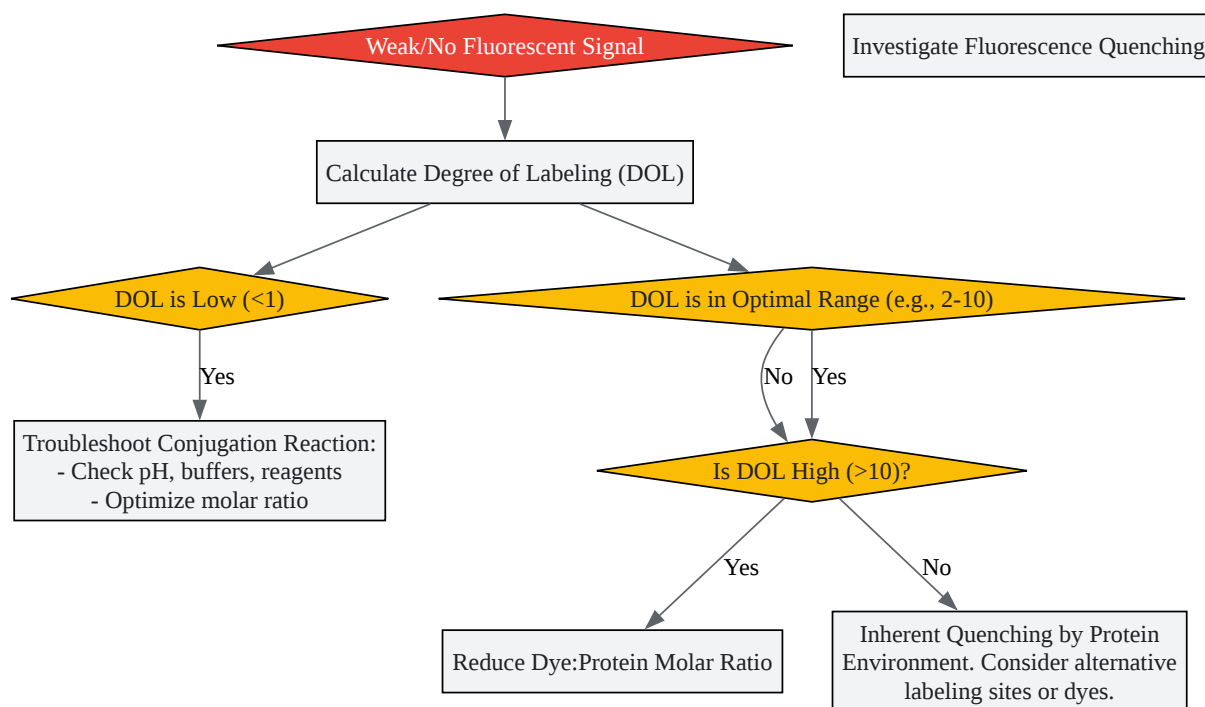 Weak/No Fluorescent Signal
Investigate Fluorescence Quenching
Calculate Degree of Labeling (DOL)
DOL is Low (<1)
DOL is in Optimal Range (e.g., 2-10)
Yes
No
Yes
Troubleshoot Conjugation Reaction:
- Check pH, buffers, reagents
- Optimize molar ratio
Is DOL High (>10)?
Yes
No
Reduce Dye:Protein Molar Ratio
Inherent Quenching by Protein
Environment. Consider alternative
labeling sites or dyes.